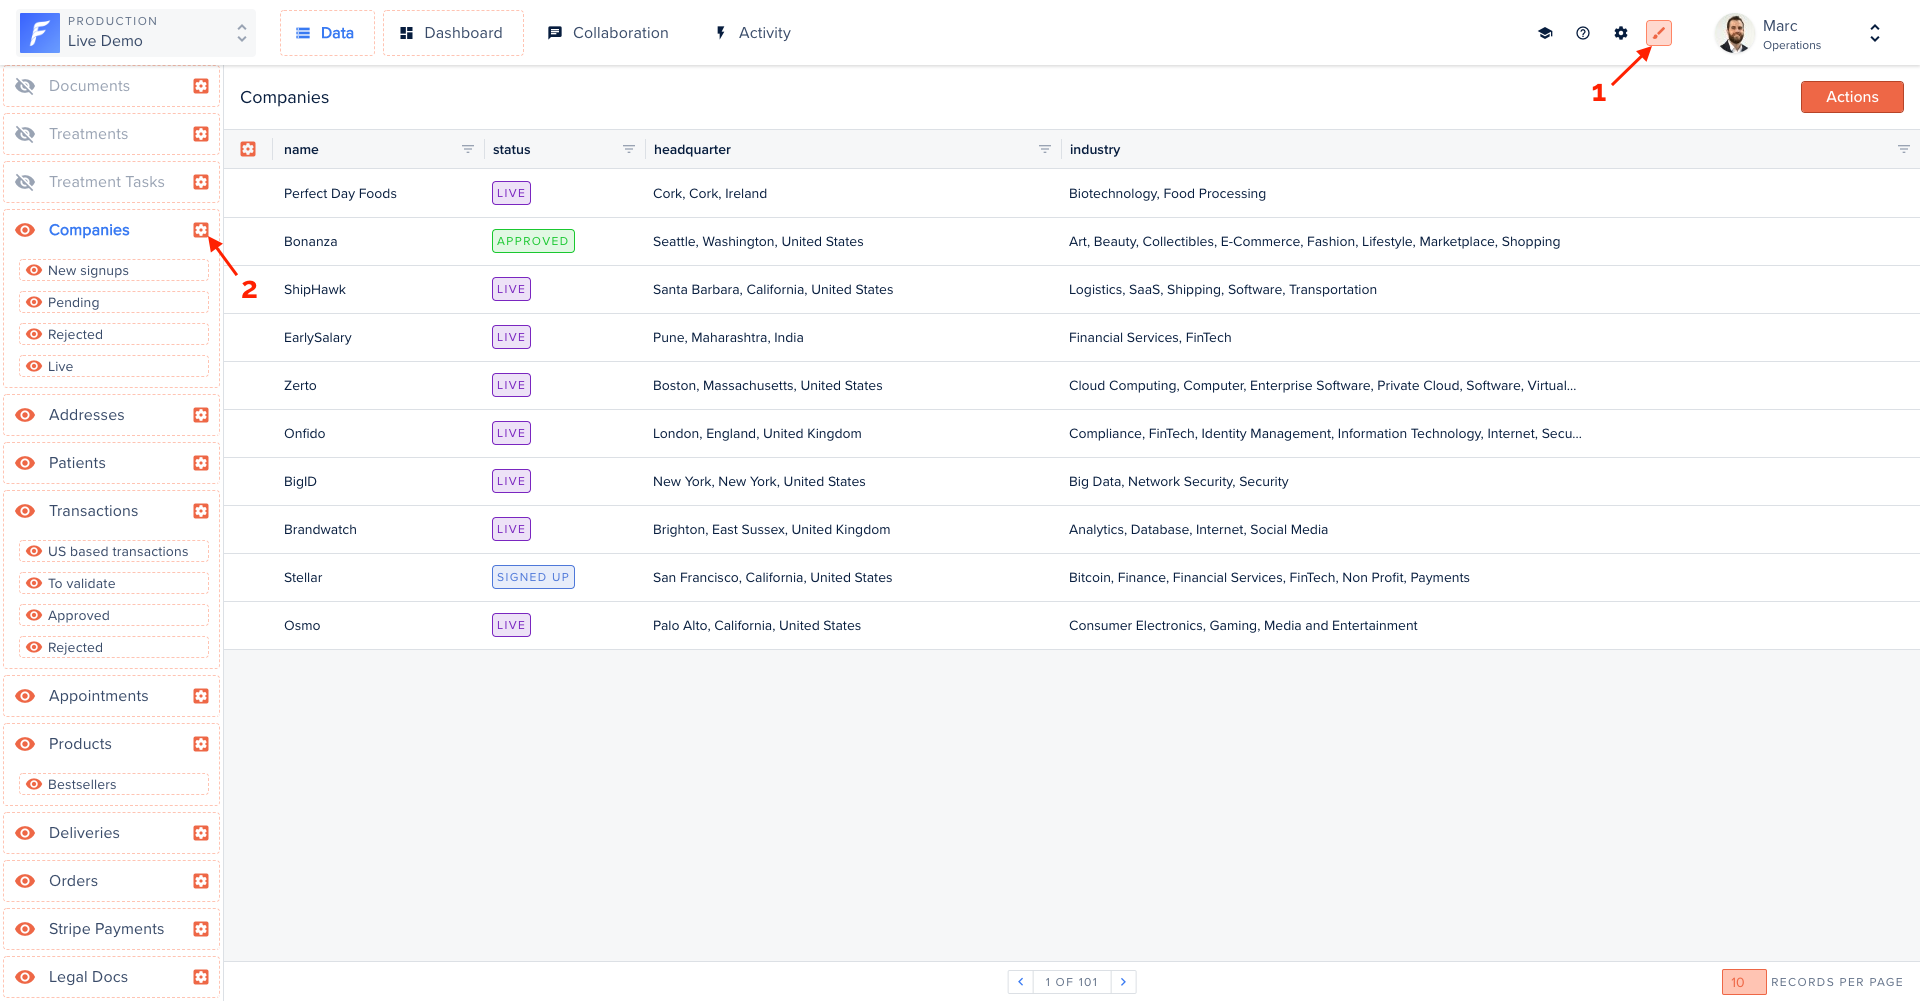 PRODUCTION
Live Demo
Data
Dashboard
Collaboration
Activity
Marc
Operations
1
Documents
Treatments
Treatment Tasks
Companies
New signups
Pending
Rejected
Live
2
Addresses
Patients
Transactions
US based transactions
To validate
Approved
Rejected
Appointments
Products
Bestsellers
Deliveries
Orders
Stripe Payments
Legal Docs
Companies
Actions
name status headquarter industry
Perfect Day Foods LIVE Cork, Cork, Ireland Biotechnology, Food Processing
Bonanza APPROVED Seattle, Washington, United States Art, Beauty, Collectibles, E-Commerce, Fashion, Lifestyle, Marketplace, Shopping
ShipHawk LIVE Santa Barbara, California, United States Logistics, SaaS, Shipping, Software, Transportation
EarlySalary LIVE Pune, Maharashtra, India Financial Services, FinTech
Zerto LIVE Boston, Massachusetts, United States Cloud Computing, Computer, Enterprise Software, Private Cloud, Software, Virtual...
Onfido LIVE London, England, United Kingdom Compliance, FinTech, Identity Management, Information Technology, Internet, Secu...
BigID LIVE New York, New York, United States Big Data, Network Security, Security
Brandwatch LIVE Brighton, East Sussex, United Kingdom Analytics, Database, Internet, Social Media
Stellar SIGNED UP San Francisco, California, United States Bitcoin, Finance, Financial Services, FinTech, Non Profit, Payments
Osmo LIVE Palo Alto, California, United States Consumer Electronics, Gaming, Media and Entertainment
1 OF 101
10 RECORDS PER PAGE